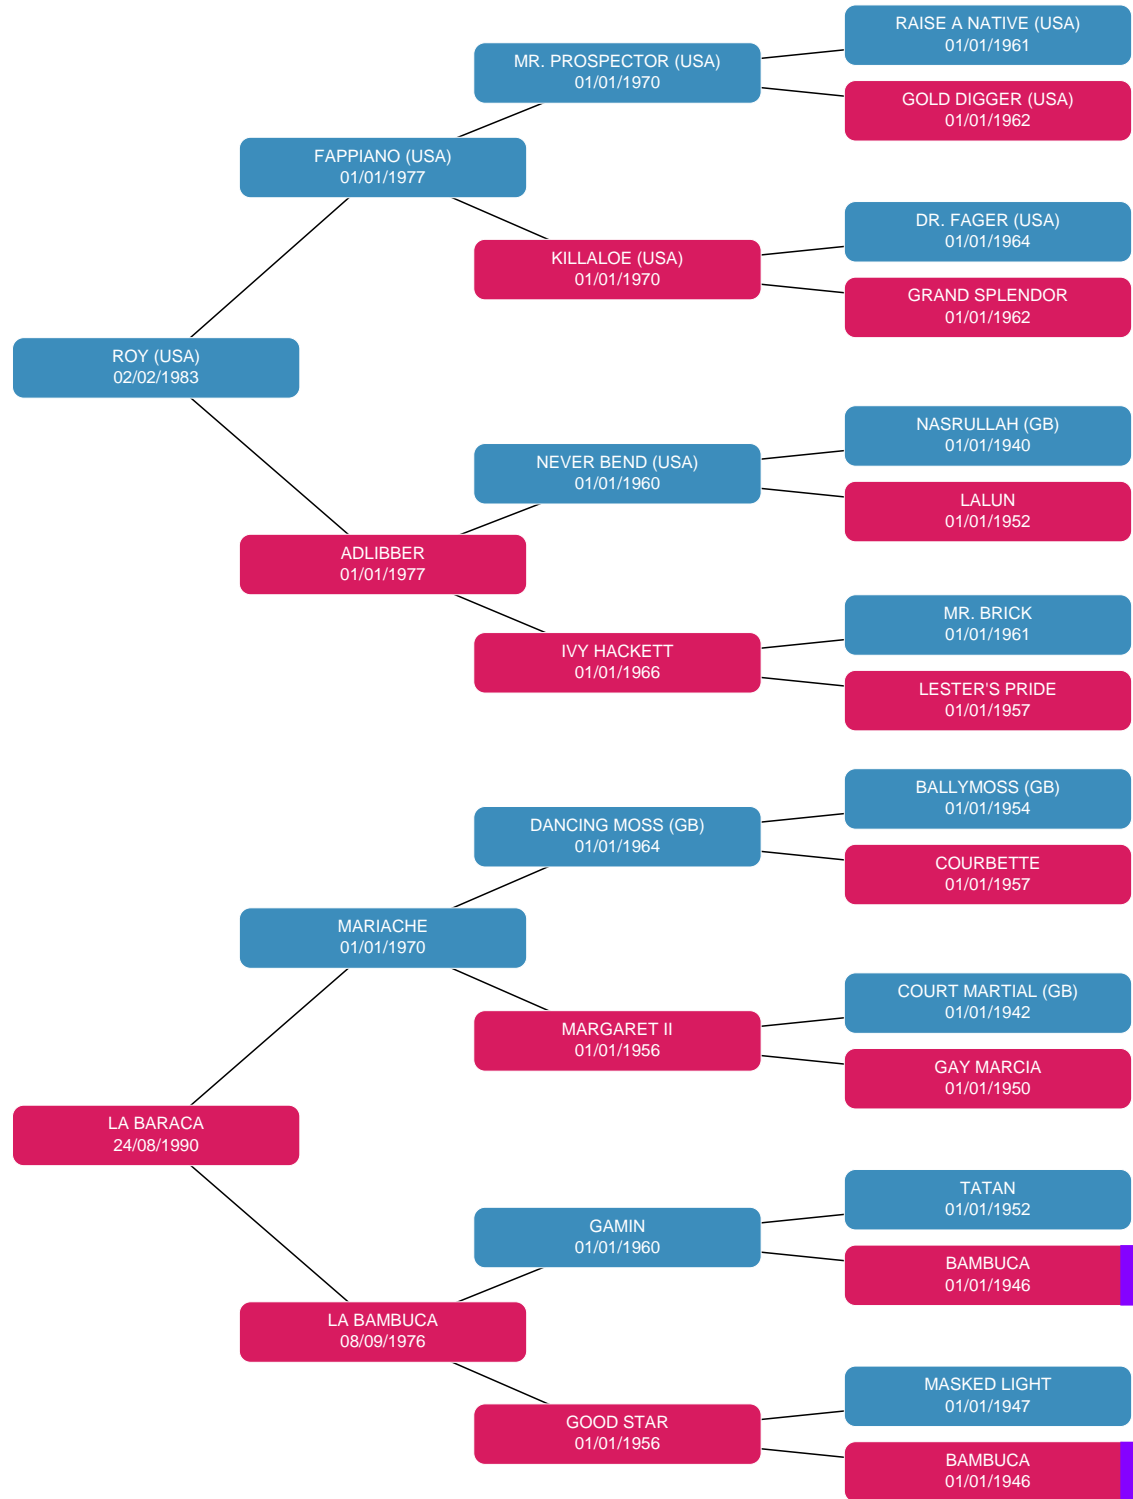 RAISE A NATIVE (USA)
01/01/1961
MR. PROSPECTOR (USA)
01/01/1970
GOLD DIGGER (USA)
01/01/1962
FAPPIANO (USA)
01/01/1977
DR. FAGER (USA)
01/01/1964
KILLALOE (USA)
01/01/1970
GRAND SPLENDOR
01/01/1962
ROY (USA)
02/02/1983
NASRULLAH (GB)
01/01/1940
NEVER BEND (USA)
01/01/1960
LALUN
01/01/1952
ADLIBBER
01/01/1977
MR. BRICK
01/01/1961
IVY HACKETT
01/01/1966
LESTER'S PRIDE
01/01/1957
BALLYMOSS (GB)
01/01/1954
DANCING MOSS (GB)
01/01/1964
COURBETTE
01/01/1957
MARIACHE
01/01/1970
COURT MARTIAL (GB)
01/01/1942
MARGARET II
01/01/1956
GAY MARCIA
01/01/1950
LA BARACA
24/08/1990
TATAN
01/01/1952
GAMIN
01/01/1960
BAMBUCA
01/01/1946
LA BAMBUCA
08/09/1976
MASKED LIGHT
01/01/1947
GOOD STAR
01/01/1956
BAMBUCA
01/01/1946